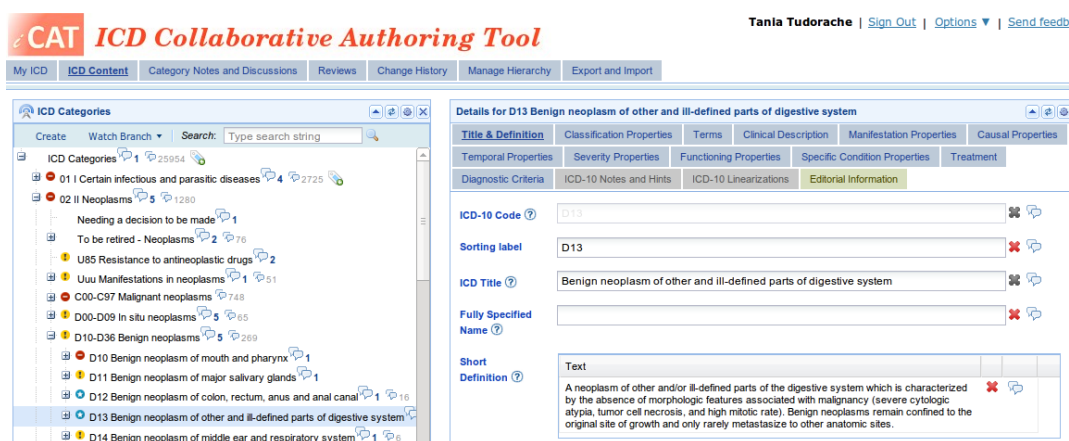 Tania Tudorache | Sign Out | Options ▼ | Send feedb
iCAT ICD Collaborative Authoring Tool
My ICD ICD Content Category Notes and Discussions Reviews Change History Manage Hierarchy Export and Import
ICD Categories
Create Watch Branch Search: Type search string
ICD Categories 1 25954
01 I Certain infectious and parasitic diseases 4 2725
02 II Neoplasms 5 1280
Needing a decision to be made 1
To be retired - Neoplasms 2 76
U85 Resistance to antineoplastic drugs 2
Uuu Manifestations in neoplasms 1 51
C00-C97 Malignant neoplasms 748
D00-D09 In situ neoplasms 5 65
D10-D36 Benign neoplasms 5 269
D10 Benign neoplasm of mouth and pharynx 1
D11 Benign neoplasm of major salivary glands 1
D12 Benign neoplasm of colon, rectum, anus and anal canal 1 16
D13 Benign neoplasm of other and ill-defined parts of digestive system
D14 Benign neoplasm of middle ear and respiratory system 1 6
Details for D13 Benign neoplasm of other and ill-defined parts of digestive system
Title & Definition Classification Properties Terms Clinical Description Manifestation Properties Causal Properties
Temporal Properties Severity Properties Functioning Properties Specific Condition Properties Treatment
Diagnostic Criteria ICD-10 Notes and Hints ICD-10 Linearizations Editorial Information
ICD-10 Code ? D13
Sorting label D13
ICD Title ? Benign neoplasm of other and ill-defined parts of digestive system
Fully Specified
Name ?
Short
Definition ?
Text
A neoplasm of other and/or ill-defined parts of the digestive system which is characterized
by the absence of morphologic features associated with malignancy (severe cytologic
atypia, tumor cell necrosis, and high mitotic rate). Benign neoplasms remain confined to the
original site of growth and only rarely metastasize to other anatomic sites.